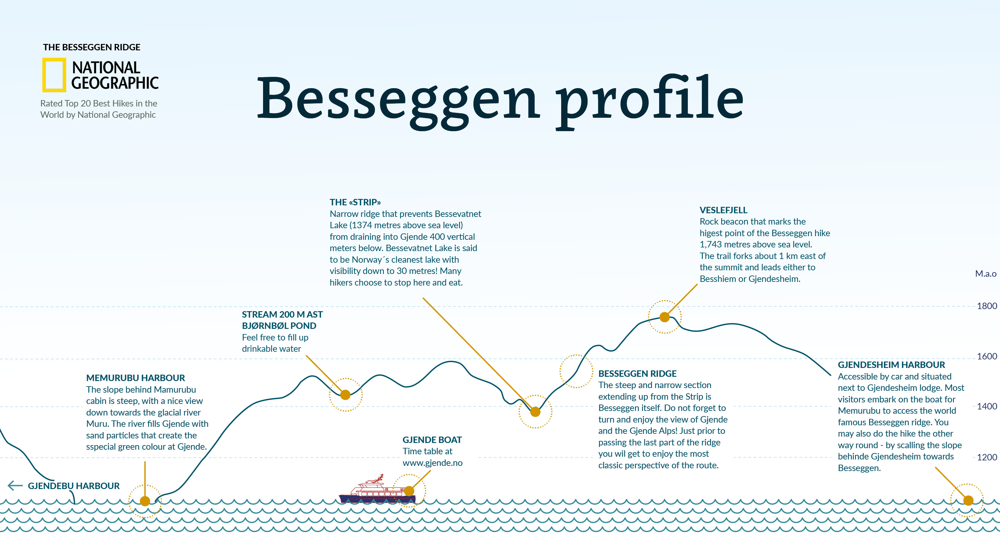 THE BESSEGGEN RIDGE
NATIONAL
GEOGRAPHIC
Rated Top 20 Best Hikes in the
World by National Geographic
Besseggen profile
THE «STRIP»
Narrow ridge that prevents Bessevatnet
Lake (1374 metres above sea level)
from draining into Gjende 400 vertical
meters below. Bessevatnet Lake is said
to be Norway´s cleanest lake with
visibility down to 30 metres! Many
hikers choose to stop here and eat.
VESLEFJELL
Rock beacon that marks the
higest point of the Besseggen hike
1,743 metres above sea level.
The trail forks about 1 km east of
the summit and leads either to
Besshiem or Gjendesheim.
M.a.o
1800
1600
1400
1200
STREAM 200 M AST
BJØRNBØL POND
Feel free to fill up
drinkable water
MEMURUBU HARBOUR
The slope behind Mamurubu
cabin is steep, with a nice view
down towards the glacial river
Muru. The river fills Gjende with
sand particles that create the
sspecial green colour at Gjende.
BESSEGGEN RIDGE
The steep and narrow section
extending up from the Strip is
Besseggen itself. Do not forget to
turn and enjoy the view of Gjende
and the Gjende Alps! Just prior to
passing the last part of the ridge
you wil get to enjoy the most
classic perspective of the route.
GJENDESHEIM HARBOUR
Accessible by car and situated
next to Gjendesheim lodge. Most
visitors embark on the boat for
Memurubu to access the world
famous Besseggen ridge. You
may also do the hike the other
way round - by scalling the slope
behinde Gjendesheim towards
Besseggen.
GJENDE BOAT
Time table at
www.gjende.no
GJENDEBU HARBOUR